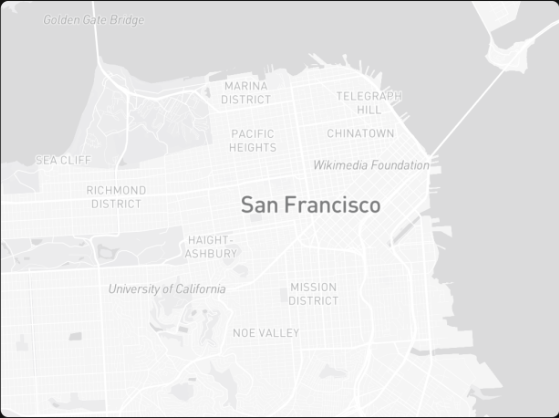 Golden Gate Bridge
MARINA
DISTRICT
TELEGRAPH
HILL
PACIFIC
HEIGHTS
CHINATOWN
SEA CLIFF
Wikimedia Foundation
RICHMOND
DISTRICT
San Francisco
HAIGHT-
ASHBURY
University of California
MISSION
DISTRICT
NOE VALLEY